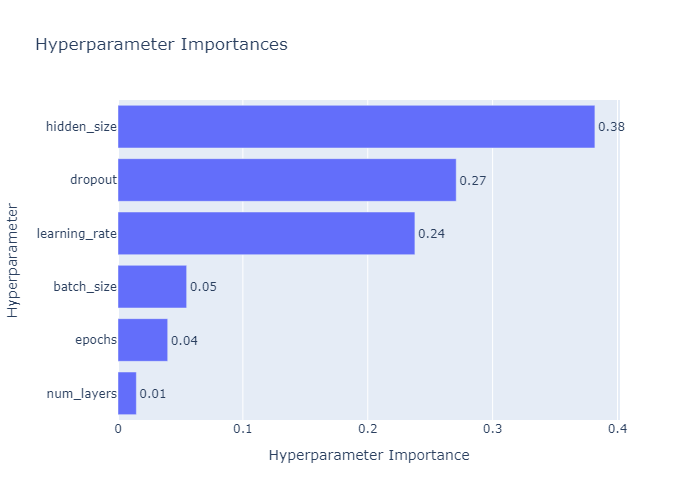 Hyperparameter Importances
Hyperparameter
hidden_size 0.38
dropout 0.27
learning_rate 0.24
batch_size 0.05
epochs 0.04
num_layers 0.01
0 0.1 0.2 0.3 0.4
Hyperparameter Importance